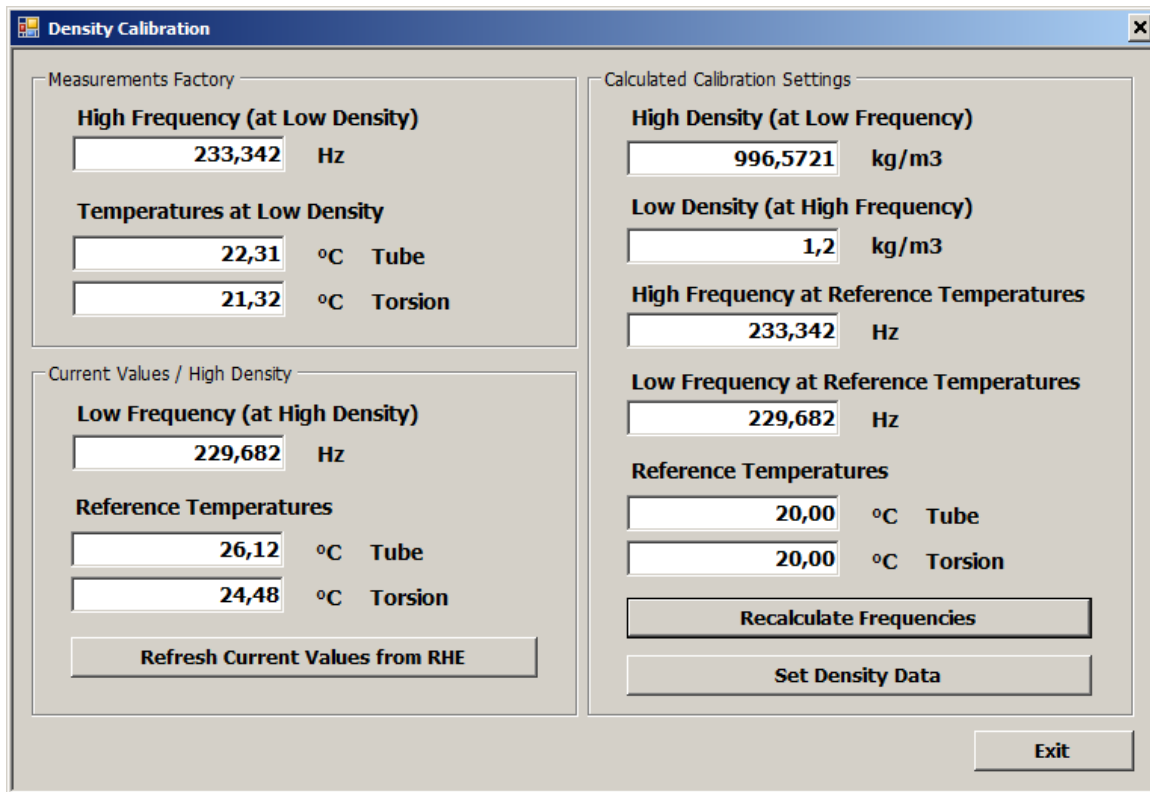 Density Calibration
Measurements Factory
High Frequency (at Low Density)
233,342 Hz
Temperatures at Low Density
22,31 ºC Tube
21,32 ºC Torsion
Current Values / High Density
Low Frequency (at High Density)
229,682 Hz
Reference Temperatures
26,12 ºC Tube
24,48 ºC Torsion
Refresh Current Values from RHE
Calculated Calibration Settings
High Density (at Low Frequency)
996,5721 kg/m3
Low Density (at High Frequency)
1,2 kg/m3
High Frequency at Reference Temperatures
233,342 Hz
Low Frequency at Reference Temperatures
229,682 Hz
Reference Temperatures
20,00 ºC Tube
20,00 ºC Torsion
Recalculate Frequencies
Set Density Data
Exit